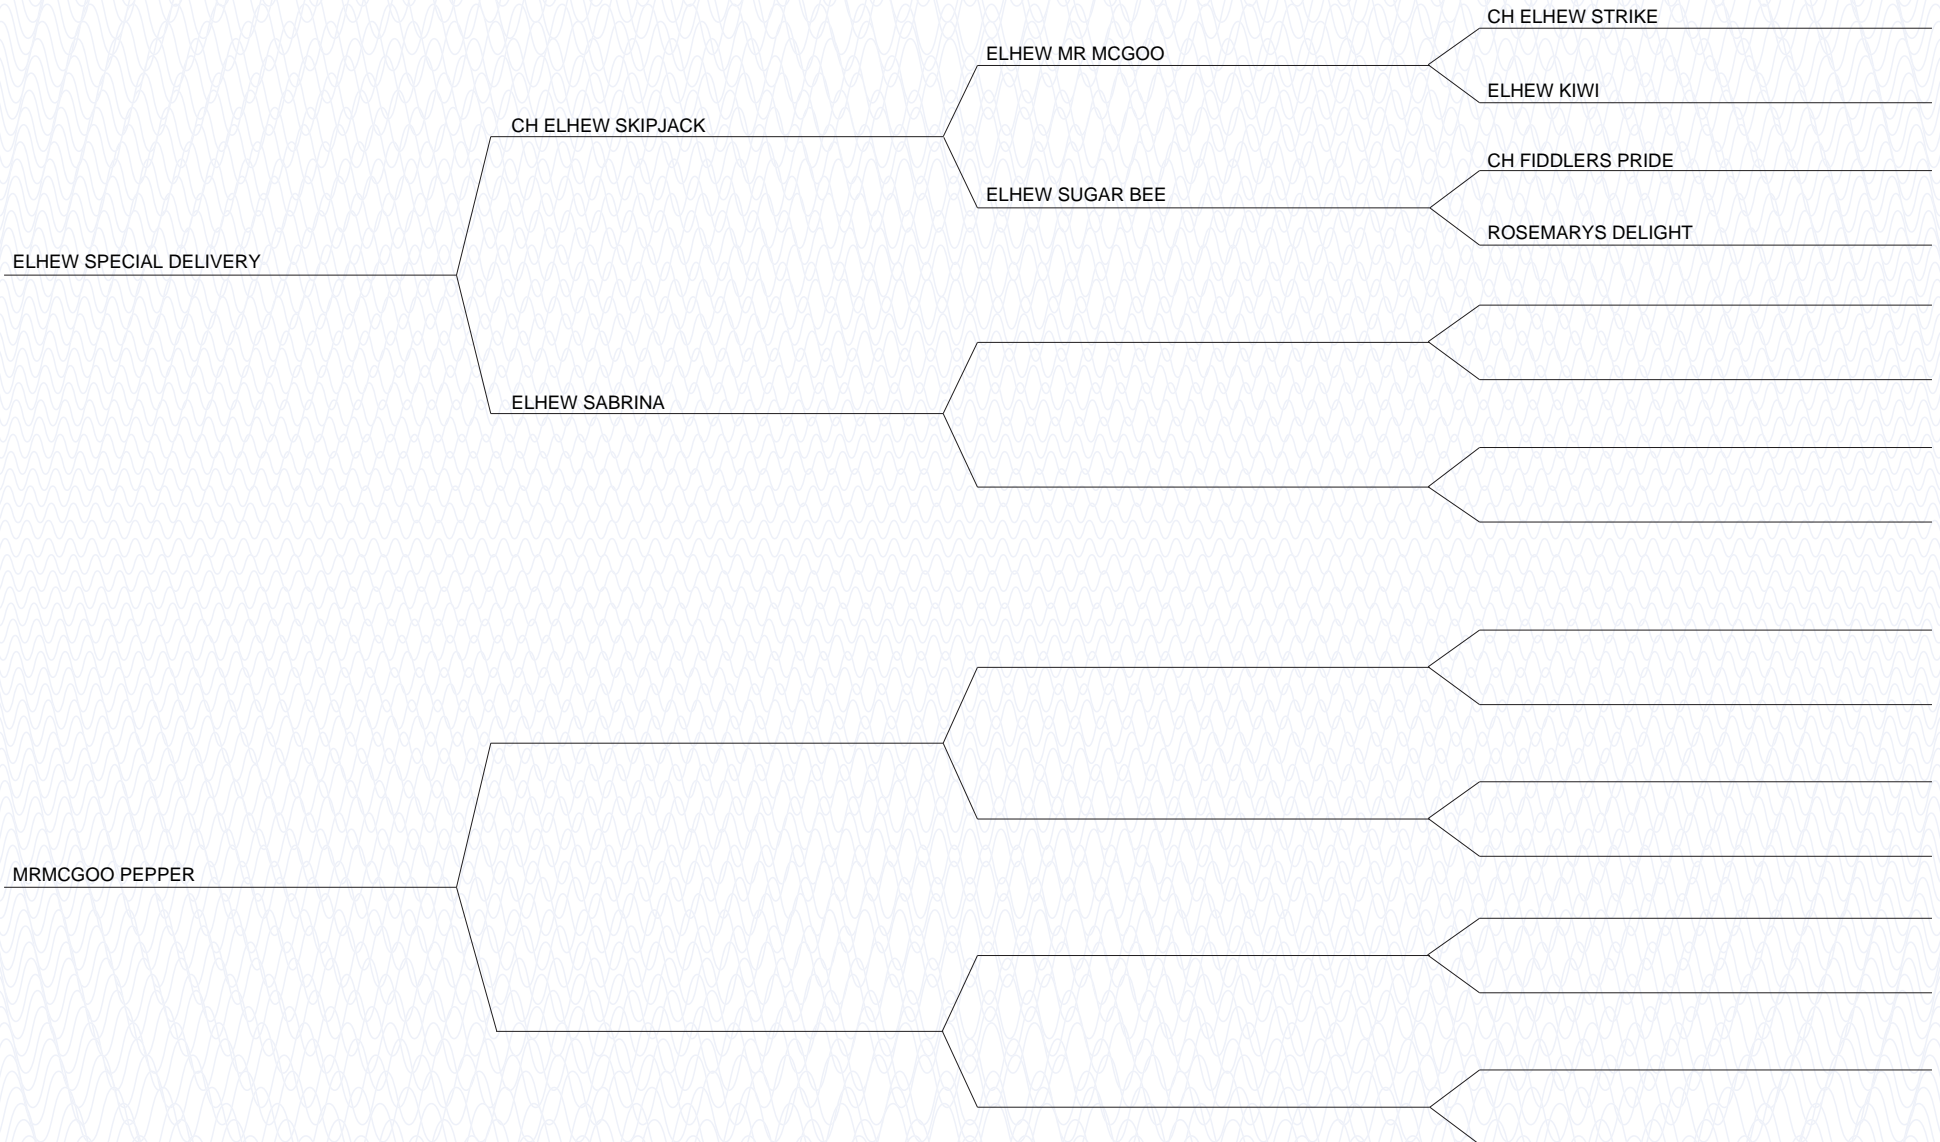 CH ELHEW STRIKE
ELHEW MR MCGOO
ELHEW KIWI
CH ELHEW SKIPJACK
CH FIDDLERS PRIDE
ELHEW SUGAR BEE
ROSEMARYS DELIGHT
ELHEW SPECIAL DELIVERY
ELHEW SABRINA
MRMCGOO PEPPER